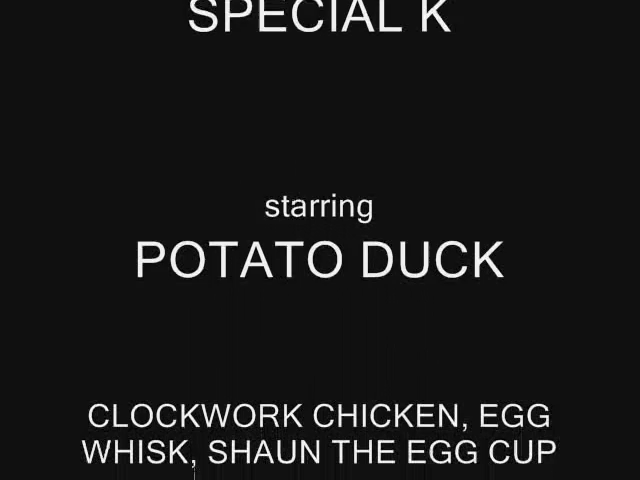 SPECIAL K
starring
POTATO DUCK
CLOCKWORK CHICKEN, EGG
WHISK, SHAUN THE EGG CUP